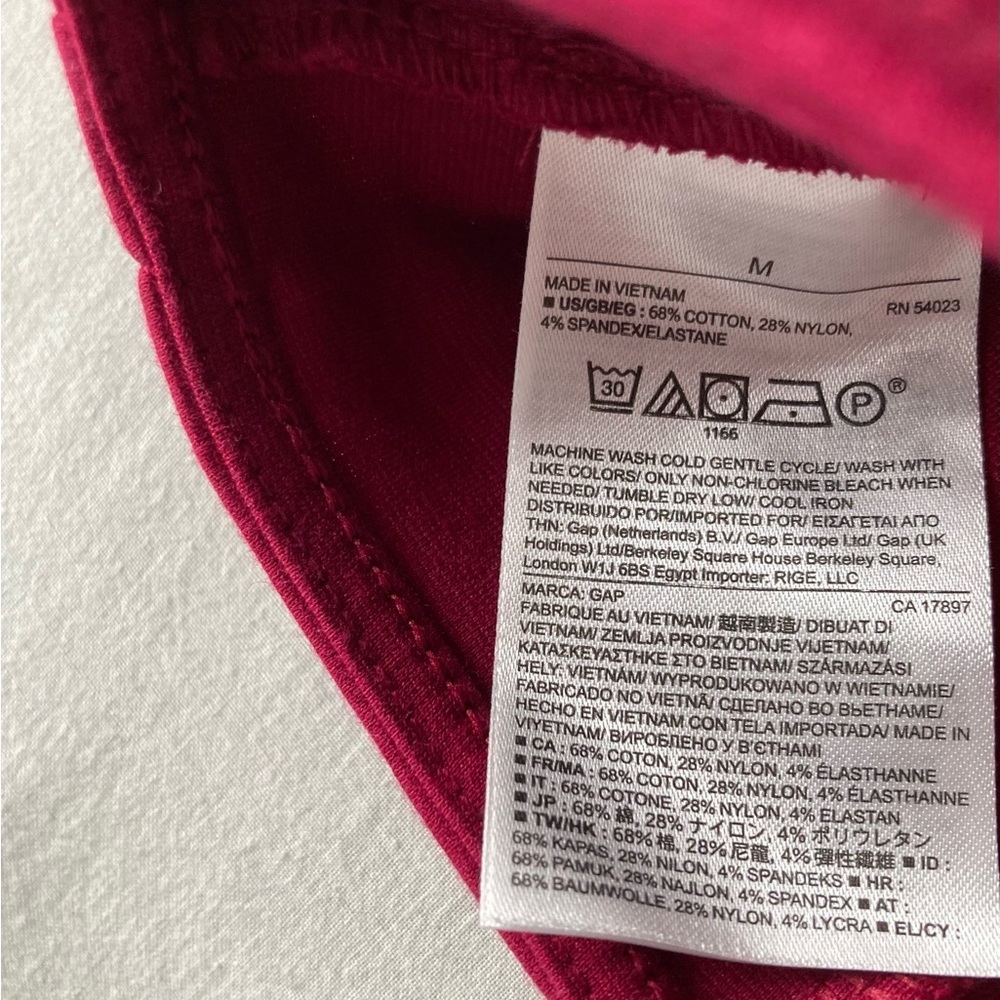 M
MADE IN VIETNAM
RN 54023
■ US/GB/EG : 68% COTTON, 28% NYLON,
4% SPANDEX/ELASTANE
30
P®
1166
MACHINE WASH COLD GENTLE CYCLE/ WASH WITH
LIKE COLORS/ ONLY NON-CHLORINE BLEACH WHEN
NEEDED/ TUMBLE DRY LOW/ COOL IRON
DISTRIBUIDO POR/IMPORTED FOR/ ΕΙΣΑΓΕΤΑΙ ΑΠΟ
THN: Gap (Netherlands) B.V./ Gap Europe Ltd/ Gap (UK
Holdings) Ltd/Berkeley Square House Berkeley Square,
London W1J 6BS Egypt Importer: RIGE, LLC
MARCA: GAP
CA 17897
FABRIQUE AU VIETNAM/ 越南製造/ DIBUAT DI
VIETNAM/ ZEMLJA PROIZVODNJE VIJETNAM/
ΚΑΤΑΣΚΕΥΑΣΤΗΚΕ ΣΤΟ ΒΙΕΤΝΑΜ/ SZÁRMAZÁSI
HELY: VIETNÁM/ WYPRODUKOWANO W WIETNAMIE/
FABRICADO NO VIETNÃ/ СДЕЛАНО ВО ВЬЕТНАМЕ/
HECHO EN VIETNAM CON TELA IMPORTADA/ MADE IN
VIYETNAM/ ВИРОБЛЕНО У В'ЄТНАМІ
■ CA : 68% COTON, 28% NYLON, 4% ÉLASTHANNE
■ FR/MA : 68% COTON, 28% NYLON, 4% ÉLASTHANNE
■ IT : 68% COTONE, 28% NYLON, 4% ELASTAN
■ JP : 68% 綿, 28% ナイロン, 4% ポリウレタン
■ TW/HK : 68% 棉, 28% 尼龍, 4% 彈性纖維 ■ ID :
68% KAPAS, 28% NILON, 4% SPANDEKS ■ HR :
68% PAMUK, 28% NAJLON, 4% SPANDEX ■ AT :
68% BAUMWOLLE, 28% NYLON, 4% LYCRA ■ EL/CY :